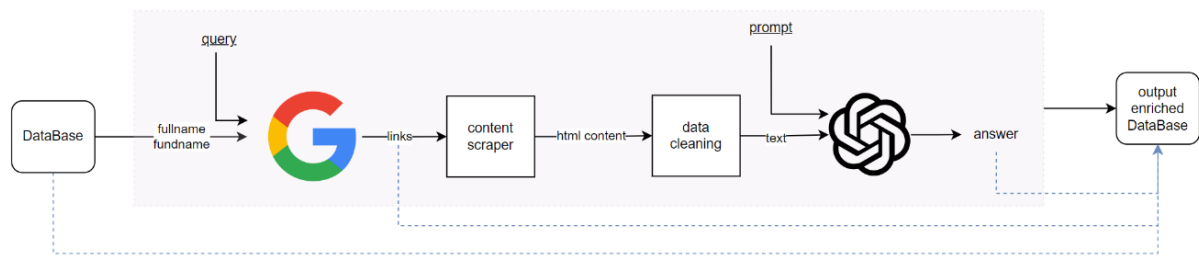 query
prompt
DataBase
fullname
fundname
links
content
scraper
html content
data
cleaning
text
answer
output
enriched
DataBase